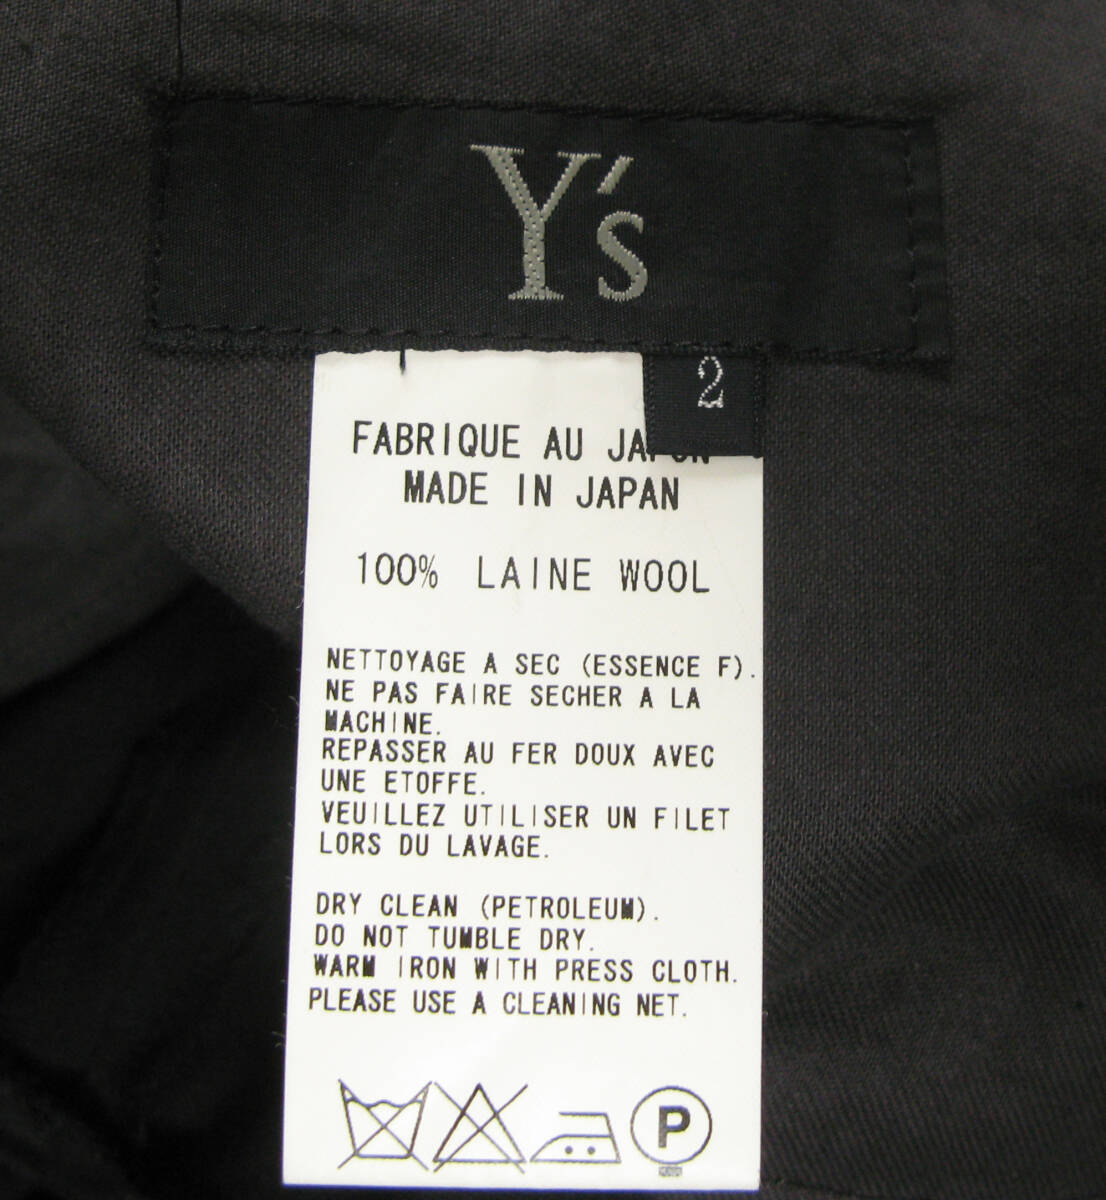 Y's
2
FABRIQUE AU JAPON
MADE IN JAPAN
100% LAINE WOOL
NETTOYAGE A SEC (ESSENCE F).
NE PAS FAIRE SECHER A LA
MACHINE.
REPASSER AU FER DOUX AVEC
UNE ETOFFE.
VEUILLEZ UTILISER UN FILET
LORS DU LAVAGE.
DRY CLEAN (PETROLEUM).
DO NOT TUMBLE DRY.
WARM IRON WITH PRESS CLOTH.
PLEASE USE A CLEANING NET.
P